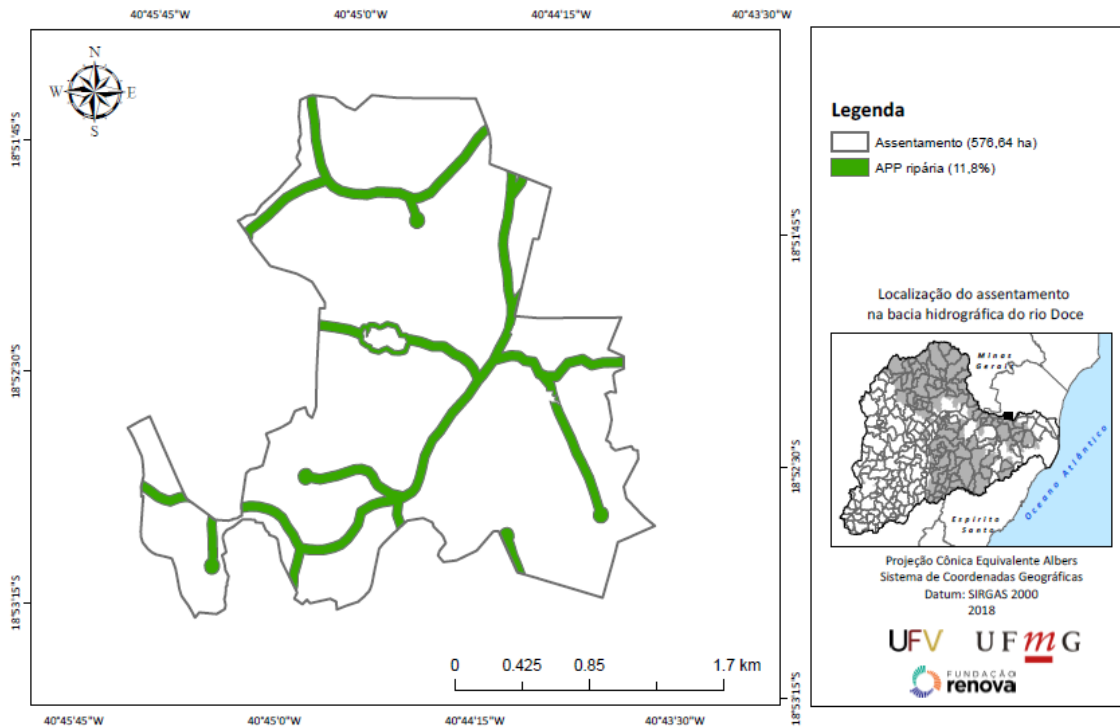 40°45'45"W 40°45'0"W 40°44'15"W 40°43'30"W
N
W E
S
18°51'45"S
18°52'30"S
18°53'15"S
18°51'45"S
18°52'30"S
18°53'15"S
0 0.425 0.85 1.7 km
40°45'45"W 40°45'0"W 40°44'15"W 40°43'30"W
Legenda
Assentamento (576,64 ha)
APP ripária (11,8%)
Localização do assentamento
na bacia hidrográfica do rio Doce
Minas
Gerais
Oceano Atlântico
Espírito
Santo
Projeção Cônica Equivalente Albers
Sistema de Coordenadas Geográficas
Datum: SIRGAS 2000
2018
UFV UFmG
FUNDAÇÃO
renova